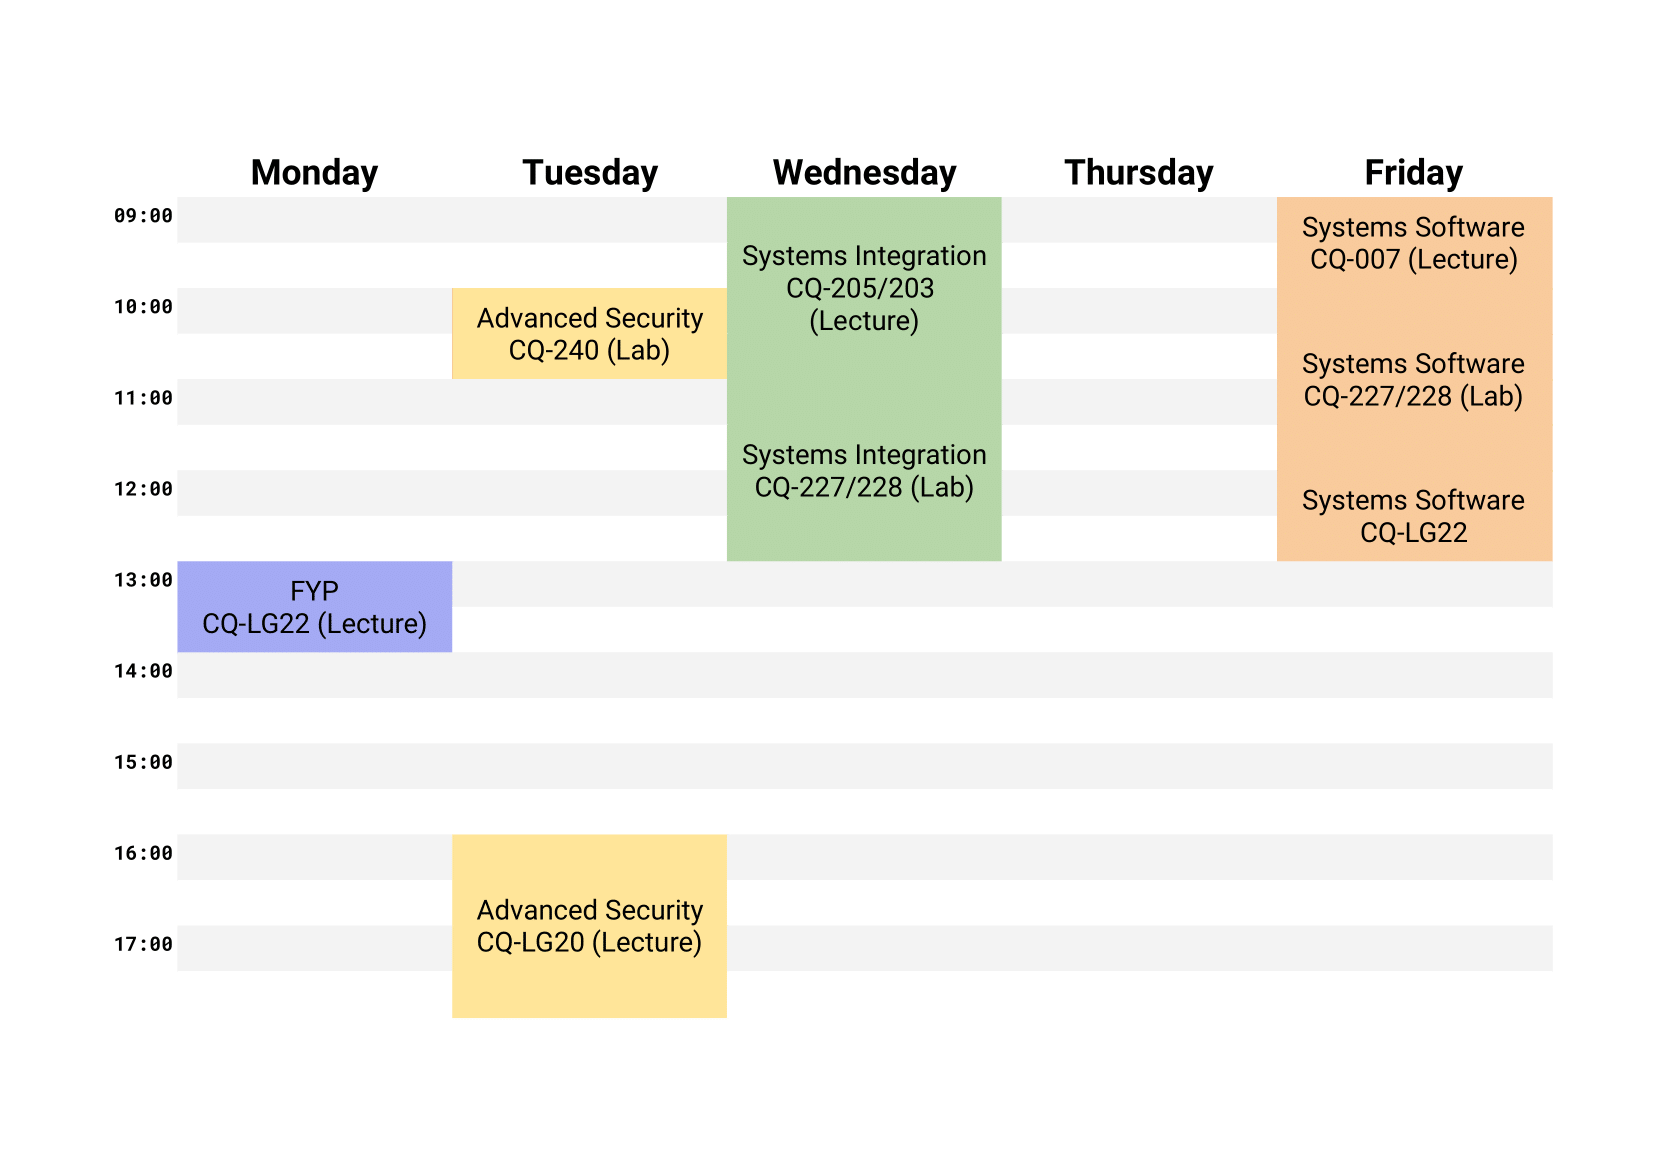 Monday Tuesday Wednesday Thursday Friday
09:00
10:00
11:00
12:00
13:00
14:00
15:00
16:00
17:00
FYP
CQ-LG22 (Lecture)
Advanced Security
CQ-240 (Lab)
Advanced Security
CQ-LG20 (Lecture)
Systems Integration
CQ-205/203
(Lecture)
Systems Integration
CQ-227/228 (Lab)
Systems Software
CQ-007 (Lecture)
Systems Software
CQ-227/228 (Lab)
Systems Software
CQ-LG22